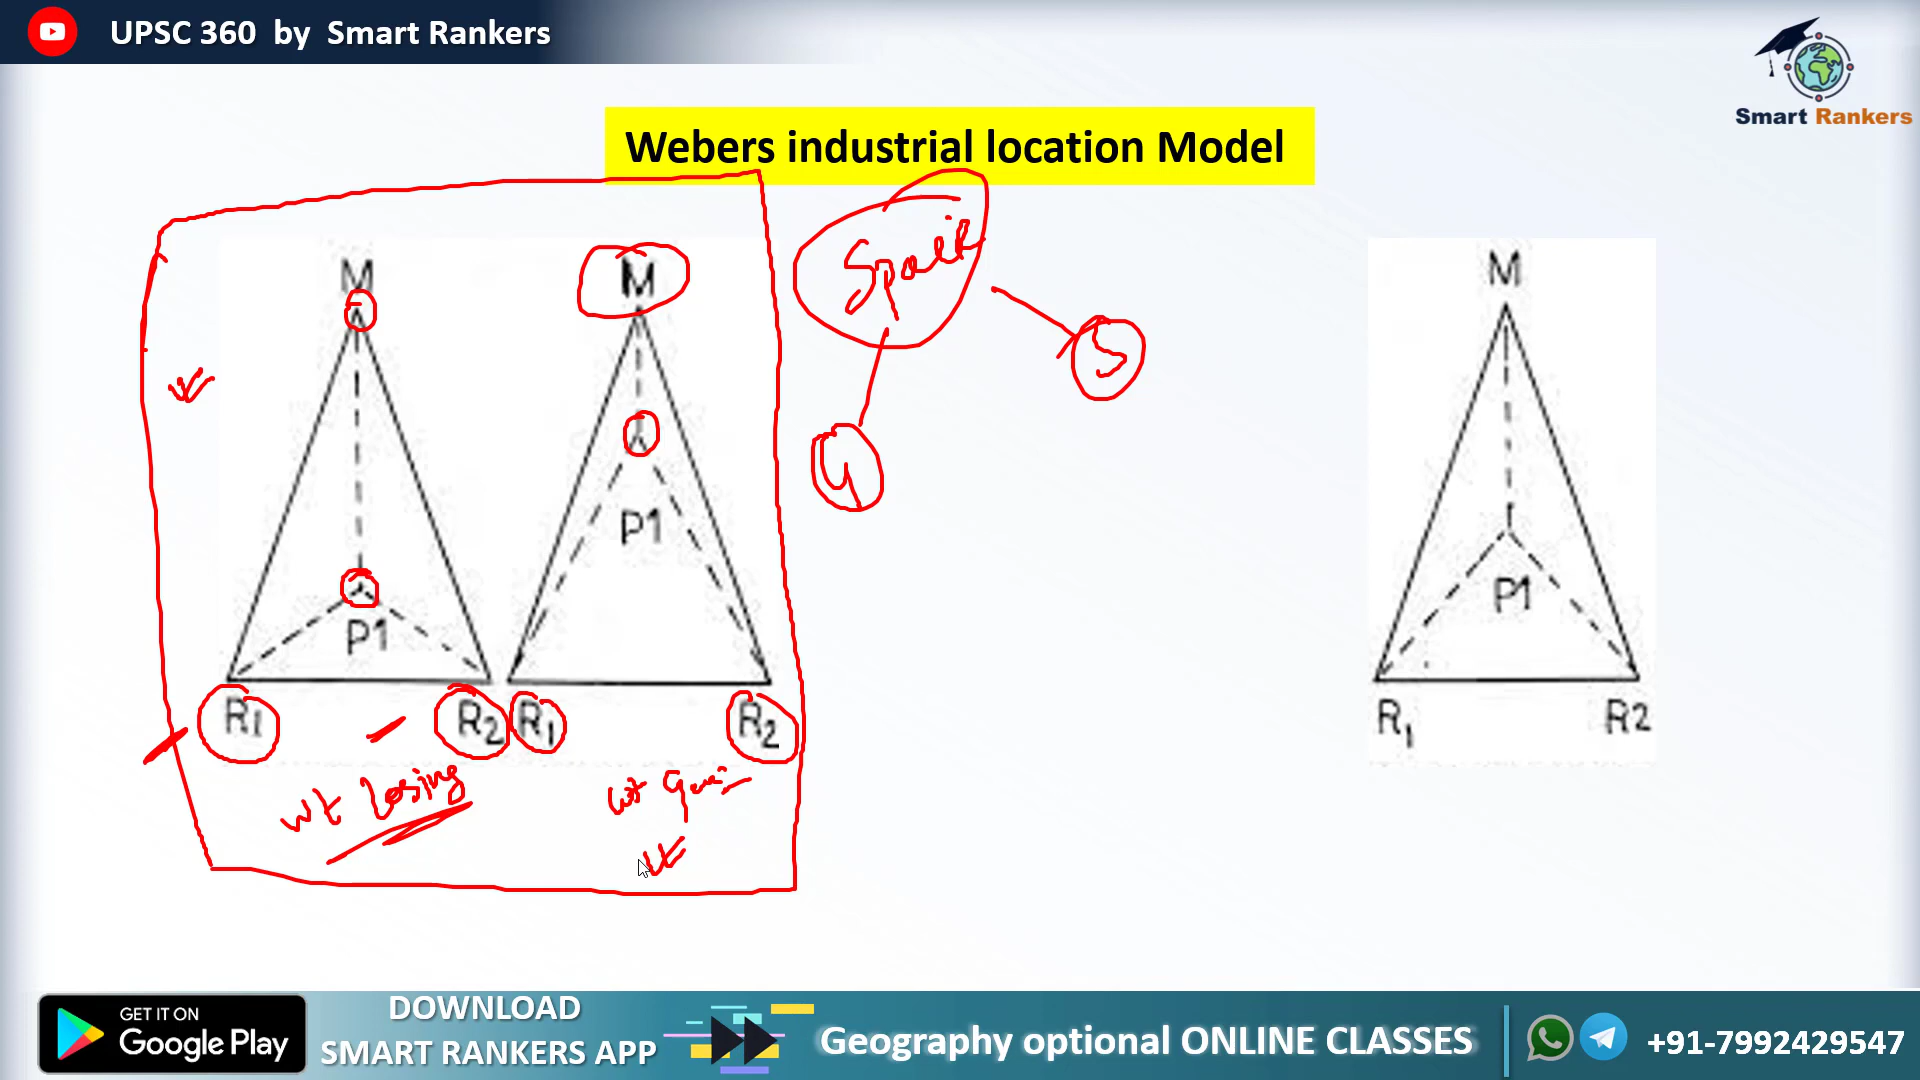 UPSC 360 by Smart Rankers
Smart Rankers
Webers industrial location Model
M
M
M
P1
P1
P1
R1
R2
R1
R2
R1
R2
wt losing
wt
GET IT ON
Google Play
DOWNLOAD
SMART RANKERS APP
Geography optional ONLINE CLASSES
+91-7992429547